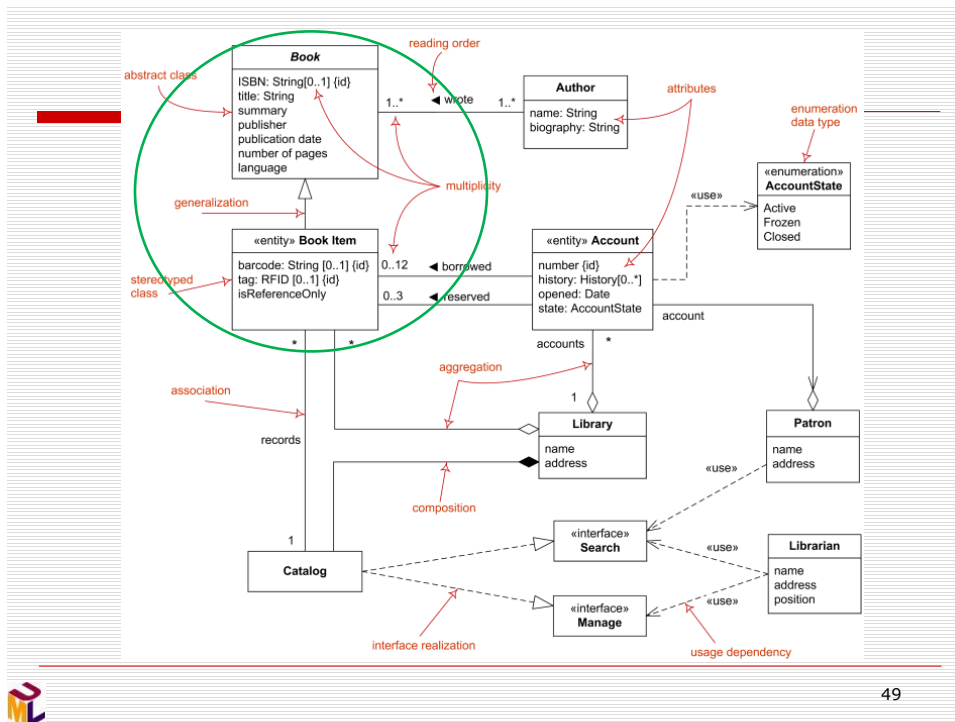 reading order
Book
abstract class
ISBN: String[0..1] {id}
title: String
summary
publisher
publication date
number of pages
language
1..*
◄ wrote
1..*
Author
name: String
biography: String
attributes
enumeration
data type
multiplicity
«enumeration»
AccountState
Active
Frozen
Closed
«use»
generalization
«entity» Book Item
barcode: String [0..1] {id}
tag: RFID [0..1] {id}
isReferenceOnly
stereotyped
class
0..12
◄ borrowed
0..3
◄ reserved
«entity» Account
number {id}
history: History[0..*]
opened: Date
state: AccountState
account
*
*
accounts
*
aggregation
association
1
records
Library
name
address
Patron
name
address
composition
«use»
1
Catalog
«interface»
Search
«use»
Librarian
name
address
position
«interface»
Manage
«use»
interface realization
usage dependency
49
UML